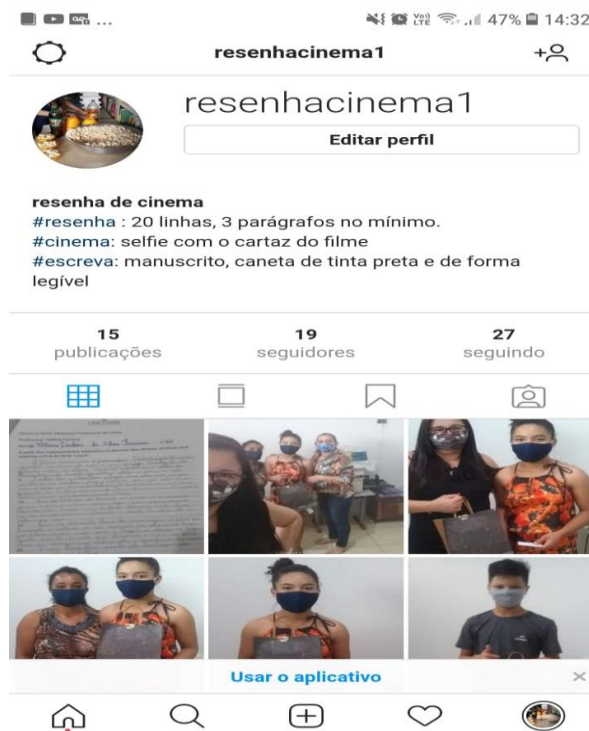 ... Vo)) LTE 47% 14:32
resenhacinema1
resenhacinema1
Editar perfil
resenha de cinema
#resenha : 20 linhas, 3 parágrafos no mínimo.
#cinema: selfie com o cartaz do filme
#escreva: manuscrito, caneta de tinta preta e de forma
legível
15 19 27
publicações seguidores seguindo
Usar o aplicativo